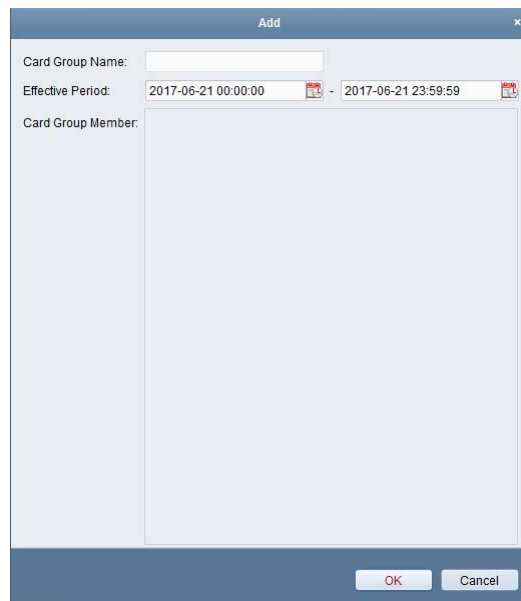 Add
Card Group Name:
Effective Period: 2017-06-21 00:00:00 - 2017-06-21 23:59:59
Card Group Member:
OK Cancel